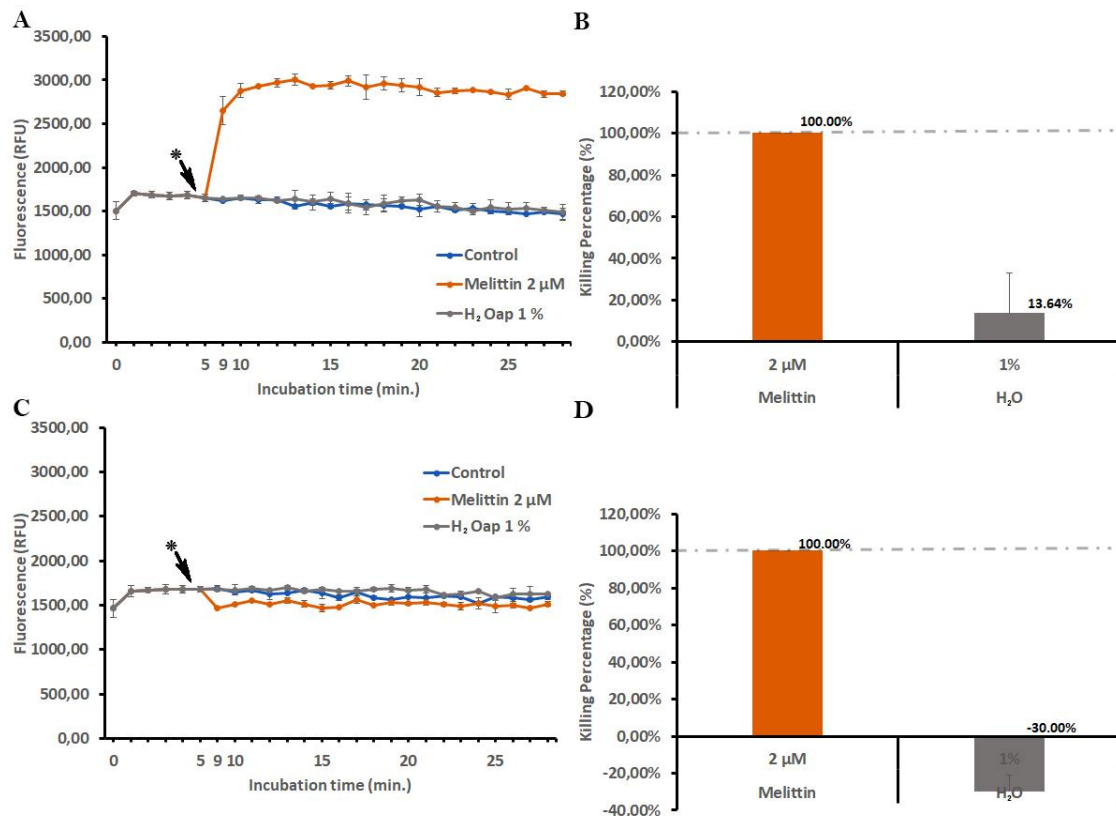 A
3500,00
3000,00
2500,00
2000,00
1500,00
1000,00
500,00
0,00
Fluorescence (RFU)
*
Control
Melittin 2 µM
H₂ Oap 1 %
0 5 9 10 15 20 25
Incubation time (min.)
B
120,00%
100,00%
80,00%
60,00%
40,00%
20,00%
0,00%
Killing Percentage (%)
100.00%
13.64%
2 µM 1%
Melittin H₂O
C
3500,00
3000,00
2500,00
2000,00
1500,00
1000,00
500,00
0,00
Fluorescence (RFU)
*
Control
Melittin 2 µM
H₂ Oap 1 %
0 5 9 10 15 20 25
Incubation time (min.)
D
120,00%
100,00%
80,00%
60,00%
40,00%
20,00%
0,00%
-20,00%
-40,00%
Killing Percentage (%)
100.00%
-30.00%
2 µM 1%
Melittin H₂O